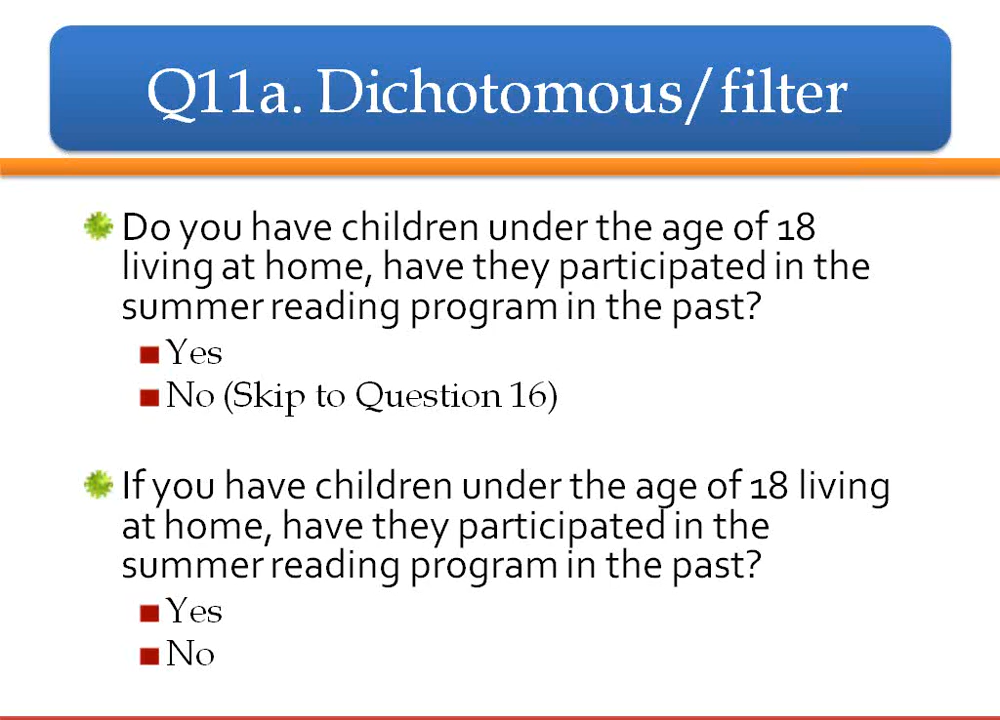 Q11a. Dichotomous/filter
Do you have children under the age of 18
living at home, have they participated in the
summer reading program in the past?
Yes
No (Skip to Question 16)
If you have children under the age of 18 living
at home, have they participated in the
summer reading program in the past?
Yes
No